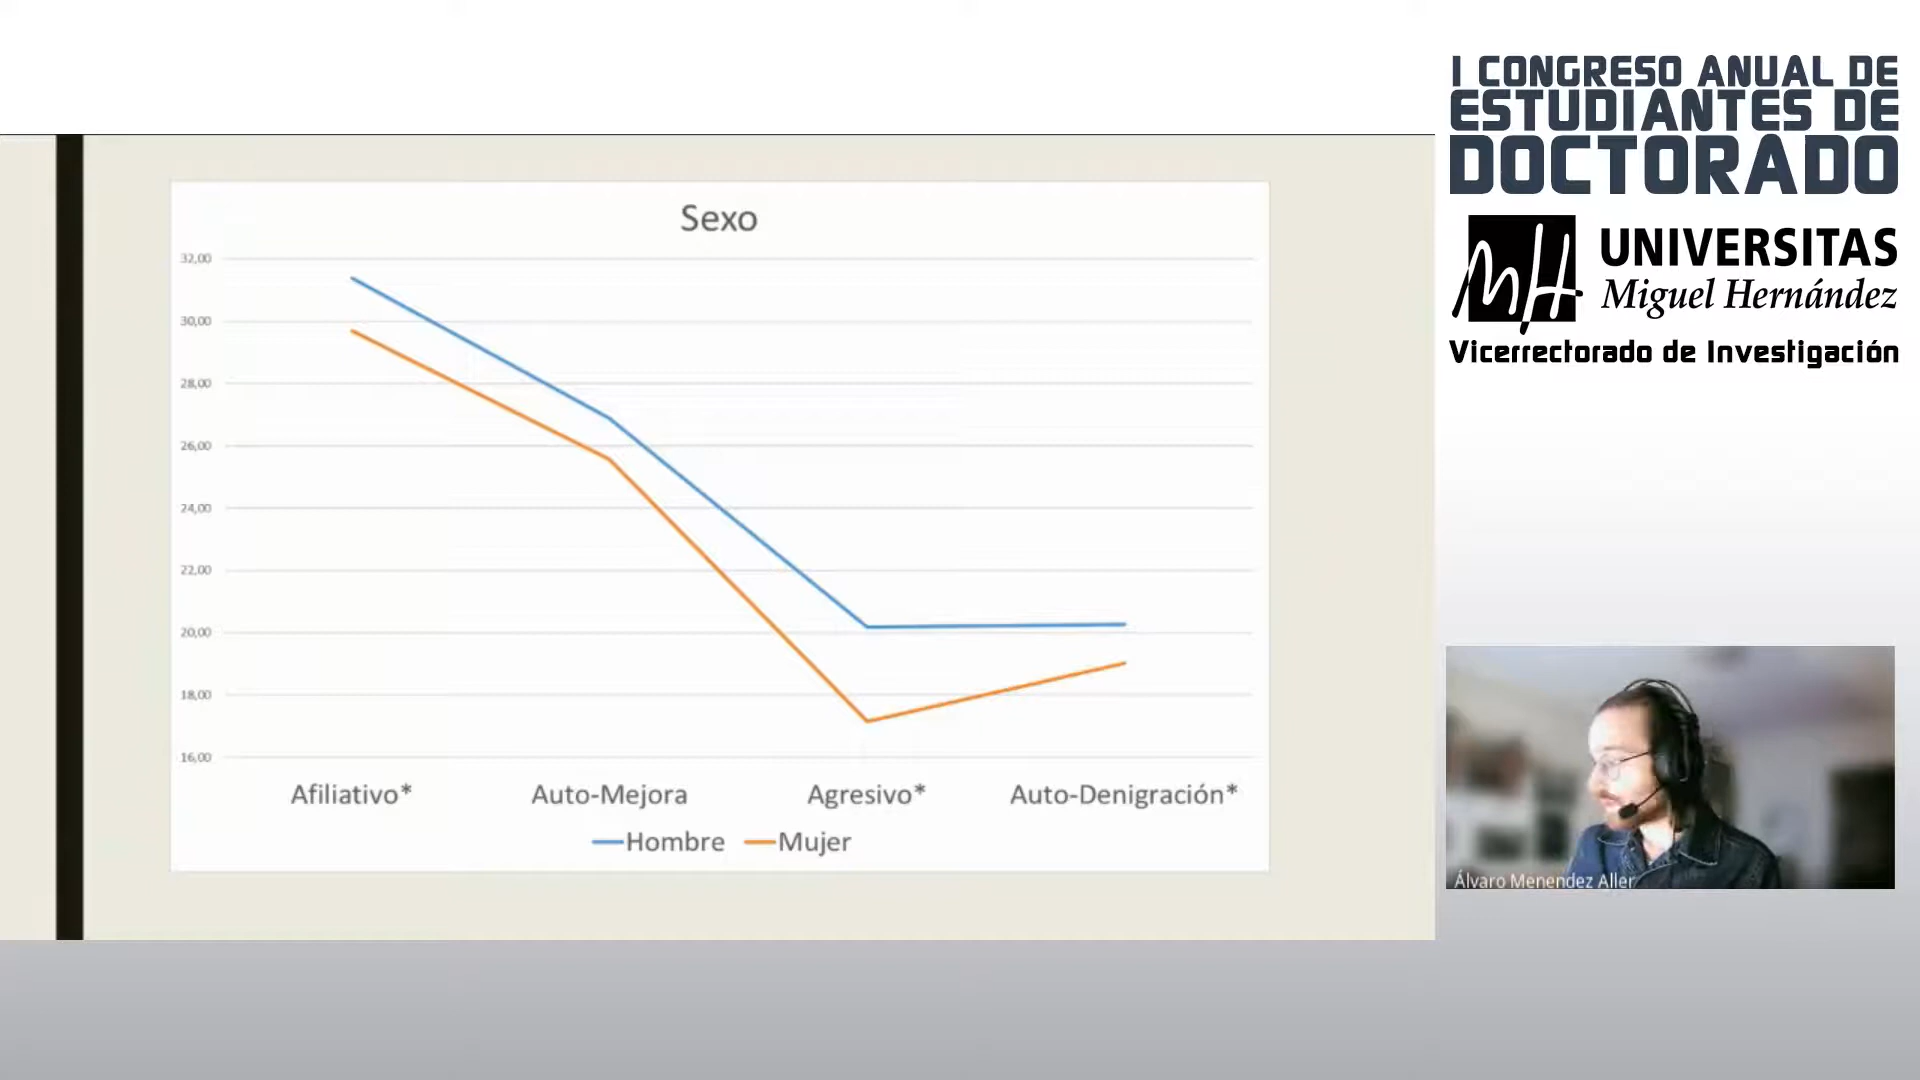 Sexo
32,00
30,00
28,00
26,00
24,00
22,00
20,00
18,00
16,00
Afiliativo* Auto-Mejora Agresivo* Auto-Denigración*
Hombre Mujer
I CONGRESO ANUAL DE
ESTUDIANTES DE
DOCTORADO
UNIVERSITAS
Miguel Hernández
Vicerrectorado de Investigación
Álvaro Menendez Aller